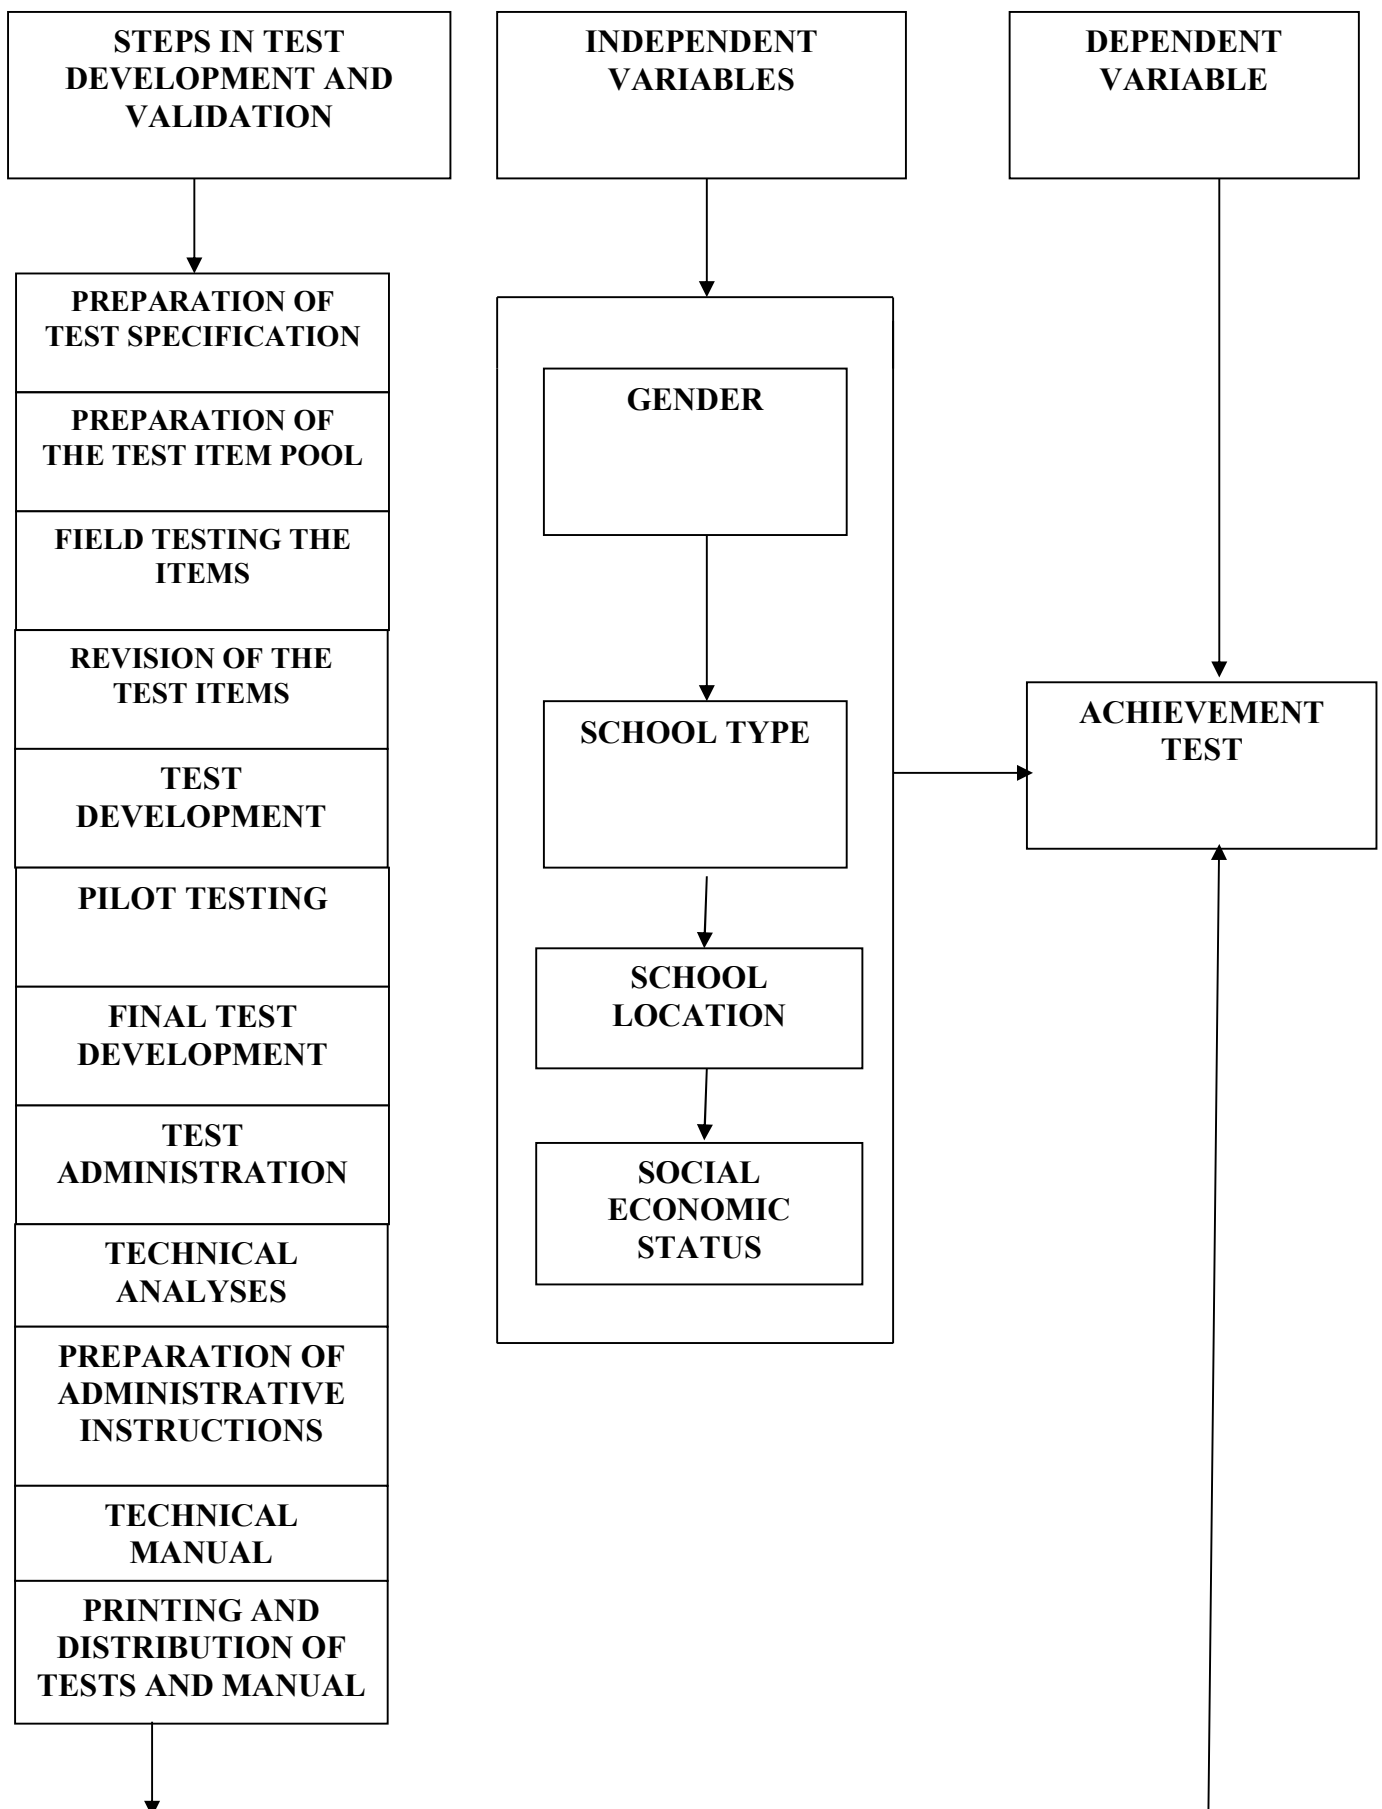 STEPS IN TEST
DEVELOPMENT AND
VALIDATION
INDEPENDENT
VARIABLES
DEPENDENT
VARIABLE
PREPARATION OF
TEST SPECIFICATION
PREPARATION OF
THE TEST ITEM POOL
FIELD TESTING THE
ITEMS
REVISION OF THE
TEST ITEMS
TEST
DEVELOPMENT
PILOT TESTING
FINAL TEST
DEVELOPMENT
TEST
ADMINISTRATION
TECHNICAL
ANALYSES
PREPARATION OF
ADMINISTRATIVE
INSTRUCTIONS
TECHNICAL
MANUAL
PRINTING AND
DISTRIBUTION OF
TESTS AND MANUAL
GENDER
SCHOOL TYPE
SCHOOL
LOCATION
SOCIAL
ECONOMIC
STATUS
ACHIEVEMENT
TEST